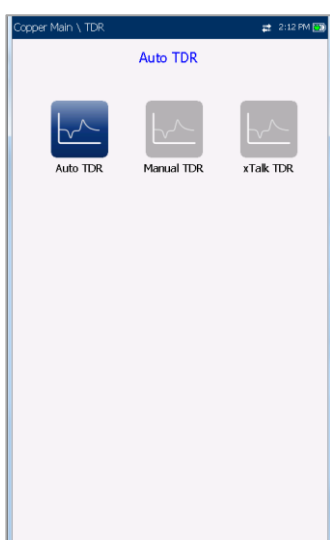 Copper Main \ TDR 2:12 PM
Auto TDR
Auto TDR Manual TDR xTalk TDR